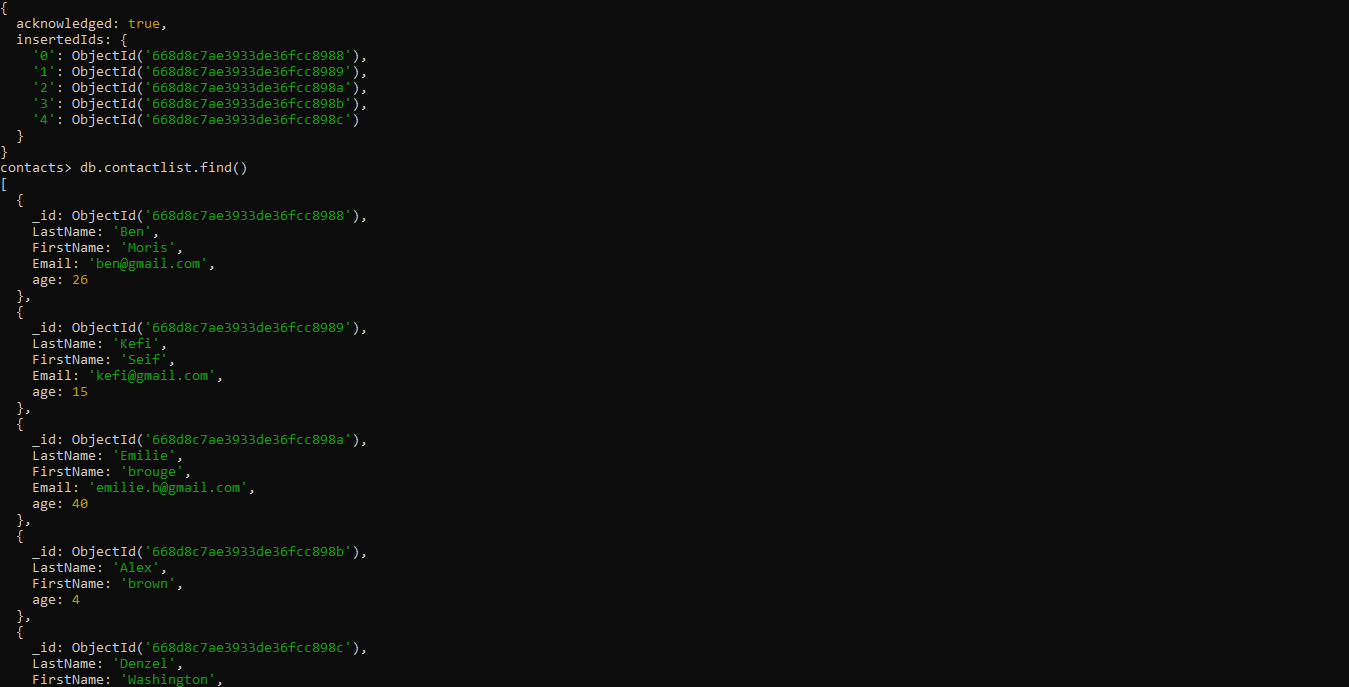 {
  acknowledged: true,
  insertedIds: {
    '0': ObjectId('668d8c7ae3933de36fcc8988'),
    '1': ObjectId('668d8c7ae3933de36fcc8989'),
    '2': ObjectId('668d8c7ae3933de36fcc898a'),
    '3': ObjectId('668d8c7ae3933de36fcc898b'),
    '4': ObjectId('668d8c7ae3933de36fcc898c')
  }
}
contacts> db.contactlist.find()
[
  {
    _id: ObjectId('668d8c7ae3933de36fcc8988'),
    LastName: 'Ben',
    FirstName: 'Moris',
    Email: 'ben@gmail.com',
    age: 26
  },
  {
    _id: ObjectId('668d8c7ae3933de36fcc8989'),
    LastName: 'Kefi',
    FirstName: 'Seif',
    Email: 'kefi@gmail.com',
    age: 15
  },
  {
    _id: ObjectId('668d8c7ae3933de36fcc898a'),
    LastName: 'Emilie',
    FirstName: 'brouge',
    Email: 'emilie.b@gmail.com',
    age: 40
  },
  {
    _id: ObjectId('668d8c7ae3933de36fcc898b'),
    LastName: 'Alex',
    FirstName: 'brown',
    age: 4
  },
  {
    _id: ObjectId('668d8c7ae3933de36fcc898c'),
    LastName: 'Denzel',
    FirstName: 'Washington',